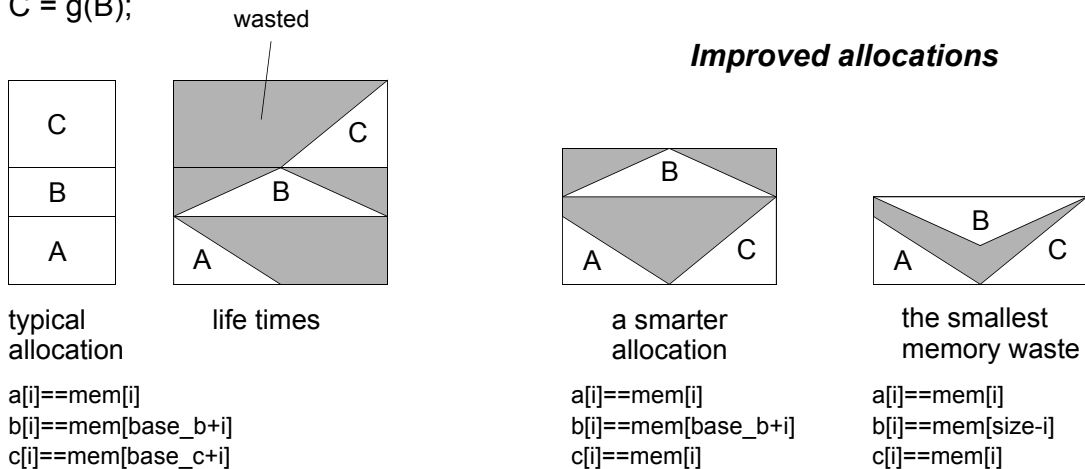 C = g(B);
wasted
Improved allocations
C
B
A
C
B
A
B
A
C
B
A
C
typical
allocation
life times
a smarter
allocation
the smallest
memory waste
a[i]==mem[i]
b[i]==mem[base_b+i]
c[i]==mem[base_c+i]
a[i]==mem[i]
b[i]==mem[base_b+i]
c[i]==mem[i]
a[i]==mem[i]
b[i]==mem[size-i]
c[i]==mem[i]